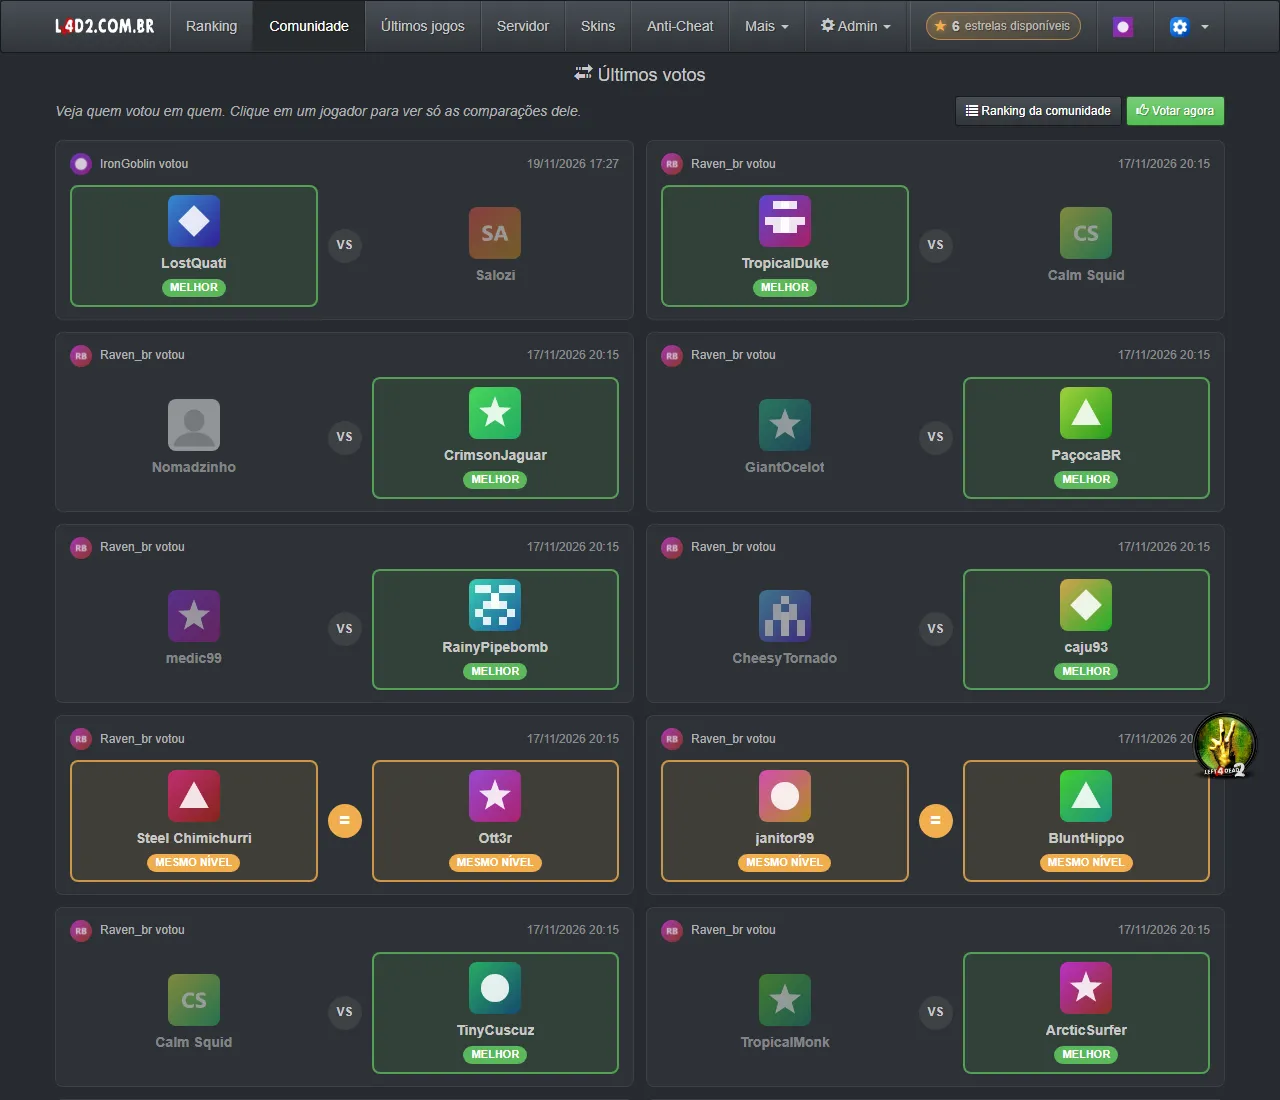 L4D2.COM.BR
Ranking
Comunidade
Últimos jogos
Servidor
Skins
Anti-Cheat
Mais
Admin
6 estrelas disponíveis
Últimos votos
Veja quem votou em quem. Clique em um jogador para ver só as comparações dele.
Ranking da comunidade
Votar agora
IronGoblin votou
19/11/2026 17:27
LostQuati
MELHOR
VS
SA
Salozi
RB
Raven_br votou
17/11/2026 20:15
TropicalDuke
MELHOR
VS
CS
Calm Squid
RB
Raven_br votou
17/11/2026 20:15
Nomadzinho
VS
CrimsonJaguar
MELHOR
RB
Raven_br votou
17/11/2026 20:15
GiantOcelot
VS
PaçocaBR
MELHOR
RB
Raven_br votou
17/11/2026 20:15
medic99
VS
RainyPipebomb
MELHOR
RB
Raven_br votou
17/11/2026 20:15
CheesyTornado
VS
caju93
MELHOR
RB
Raven_br votou
17/11/2026 20:15
Steel Chimichurri
MESMO NÍVEL
=
Ott3r
MESMO NÍVEL
RB
Raven_br votou
17/11/2026 20
LEFT 4 DEAD 2
janitor99
MESMO NÍVEL
=
BluntHippo
MESMO NÍVEL
RB
Raven_br votou
17/11/2026 20:15
CS
Calm Squid
VS
TinyCuscuz
MELHOR
RB
Raven_br votou
17/11/2026 20:15
TropicalMonk
VS
ArcticSurfer
MELHOR